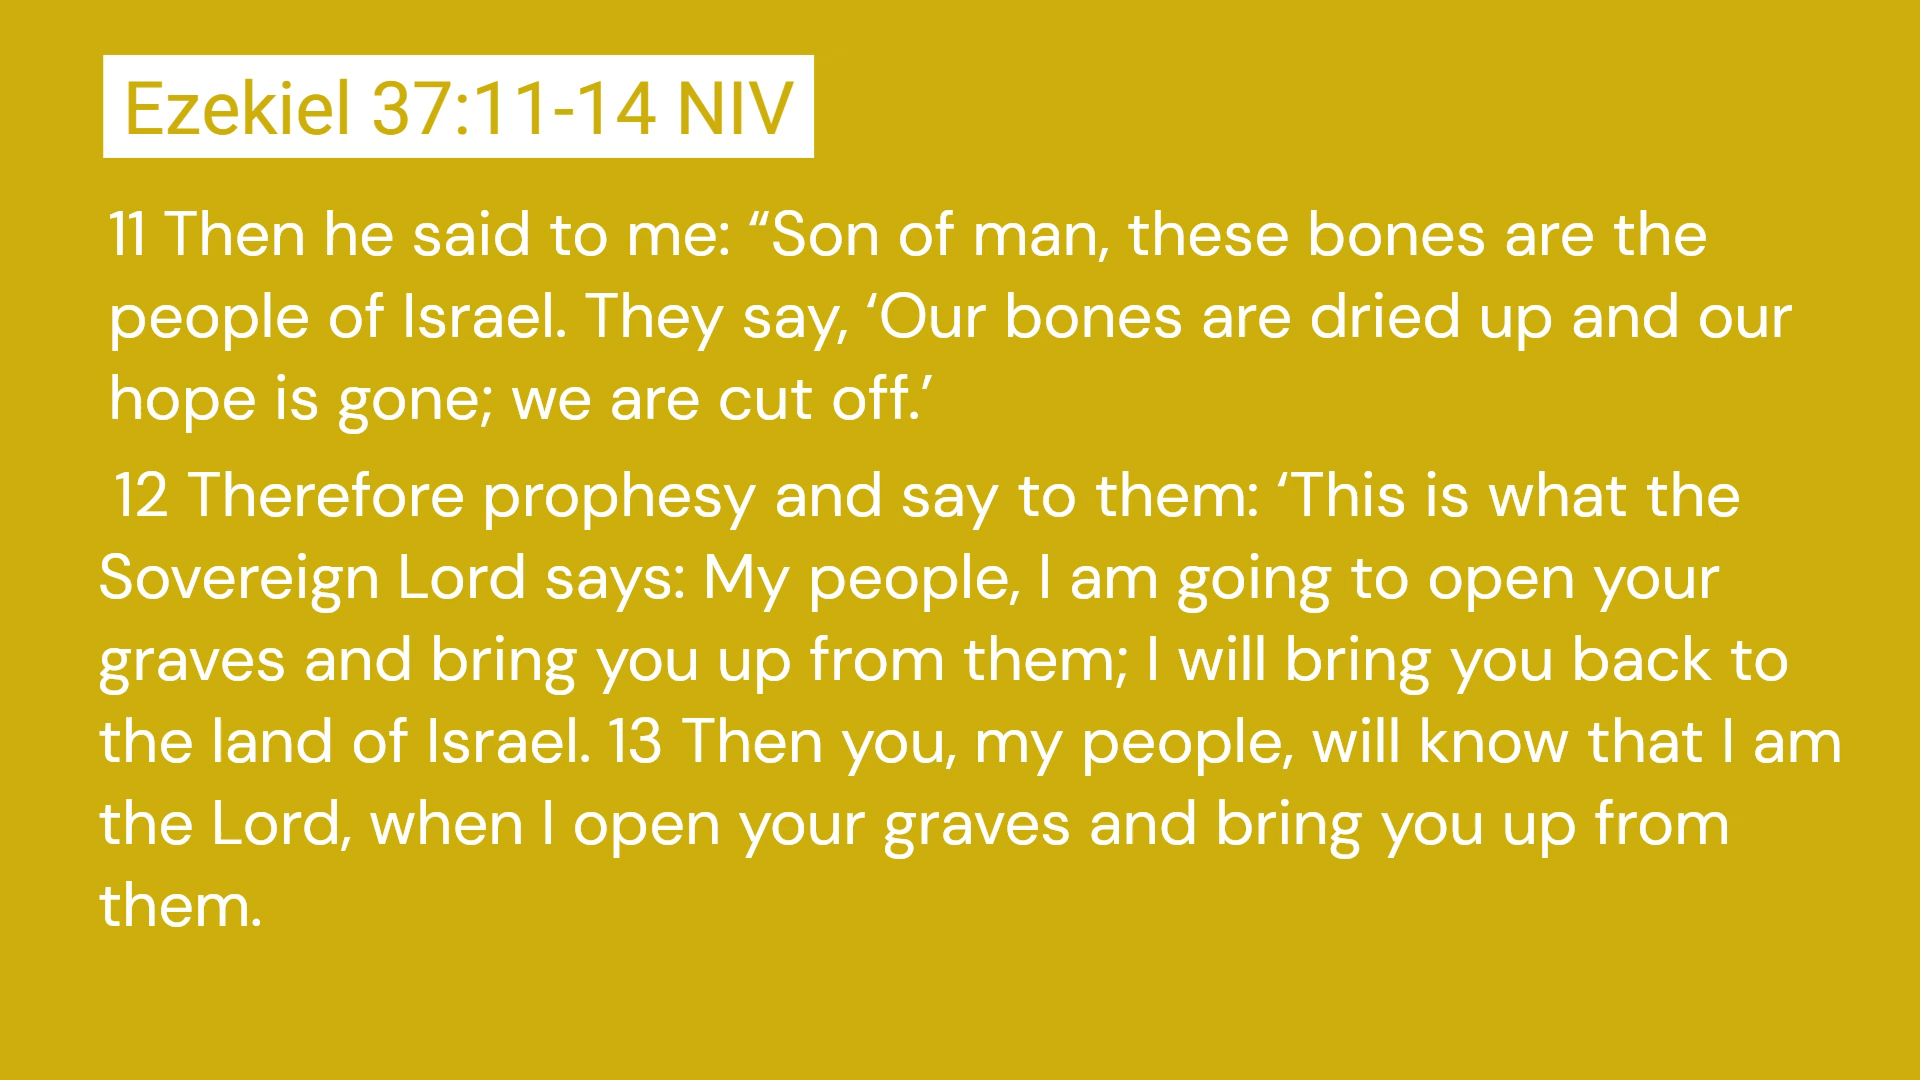 Ezekiel 37:11-14 NIV
11 Then he said to me: “Son of man, these bones are the
people of Israel. They say, ‘Our bones are dried up and our
hope is gone; we are cut off.’
12 Therefore prophesy and say to them: ‘This is what the
Sovereign Lord says: My people, I am going to open your
graves and bring you up from them; I will bring you back to
the land of Israel. 13 Then you, my people, will know that I am
the Lord, when I open your graves and bring you up from
them.